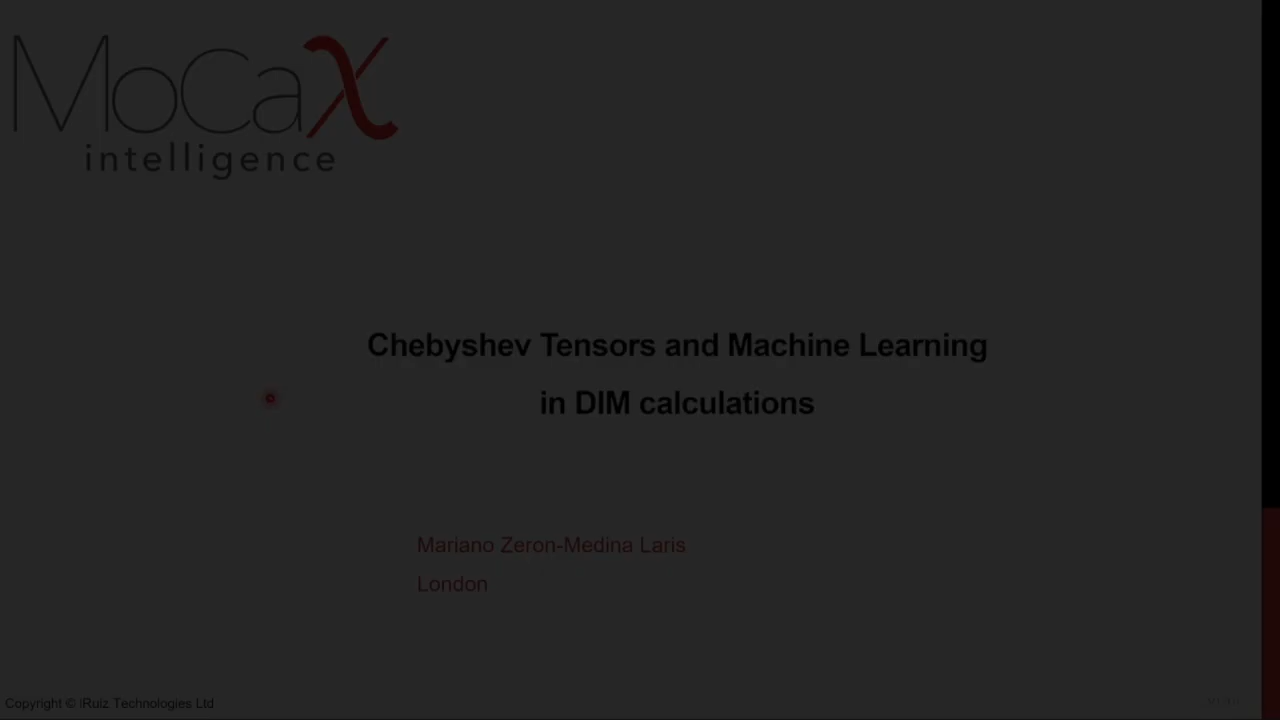 MoCaX
intelligence
Chebyshev Tensors and Machine Learning
in DIM calculations
Mariano Zeron-Medina Laris
London
Copyright © iRuiz Technologies Ltd